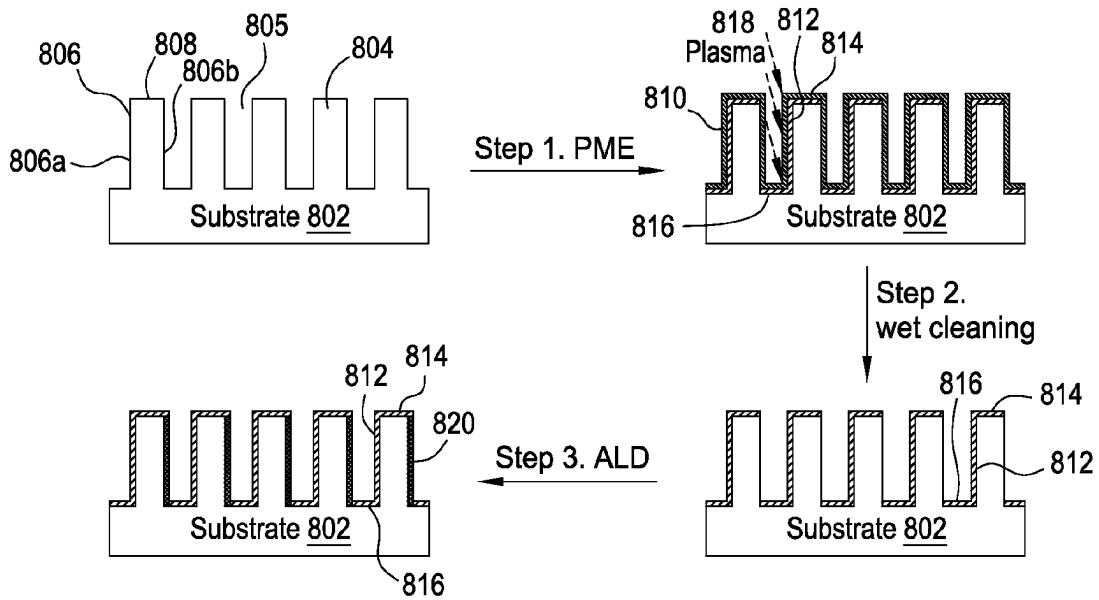 806
808
805
804
806b
806a
Substrate 802
Step 1. PME
818
Plasma
812
814
810
816
Substrate 802
Step 2.
wet cleaning
816
814
812
Substrate 802
Step 3. ALD
812
814
820
Substrate 802
816